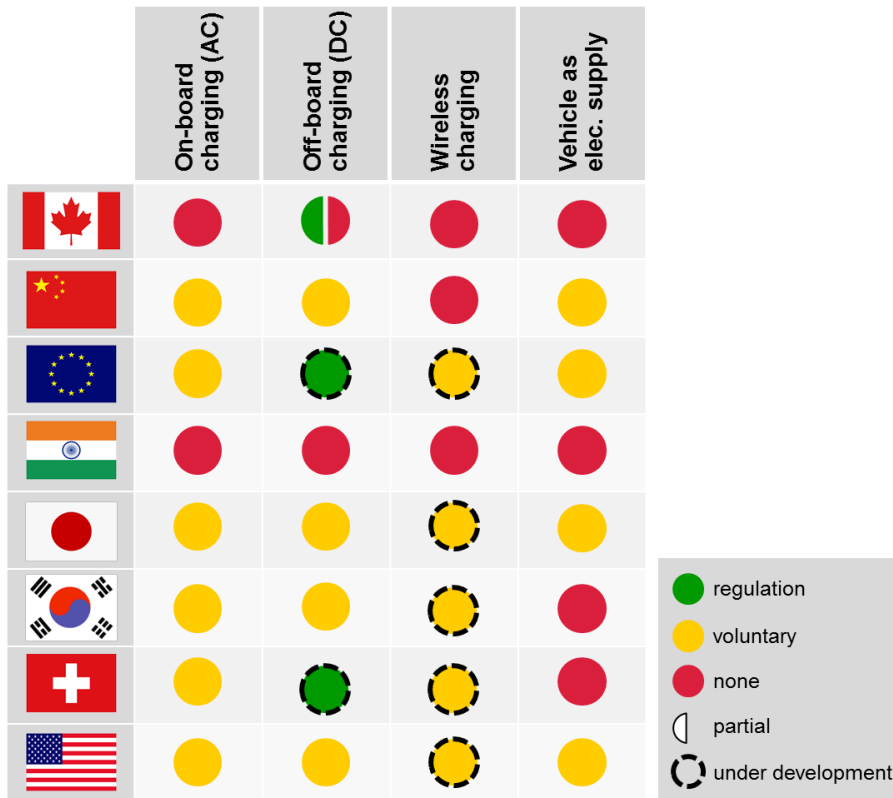 On-board
charging (AC)
Off-board
charging (DC)
Wireless
charging
Vehicle as
elec. supply
regulation
voluntary
none
partial
under development